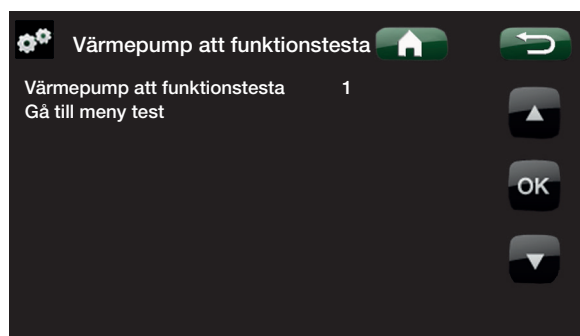 Värmepump att funktionstesta
Värmepump att funktionstesta 1
Gå till meny test
OK